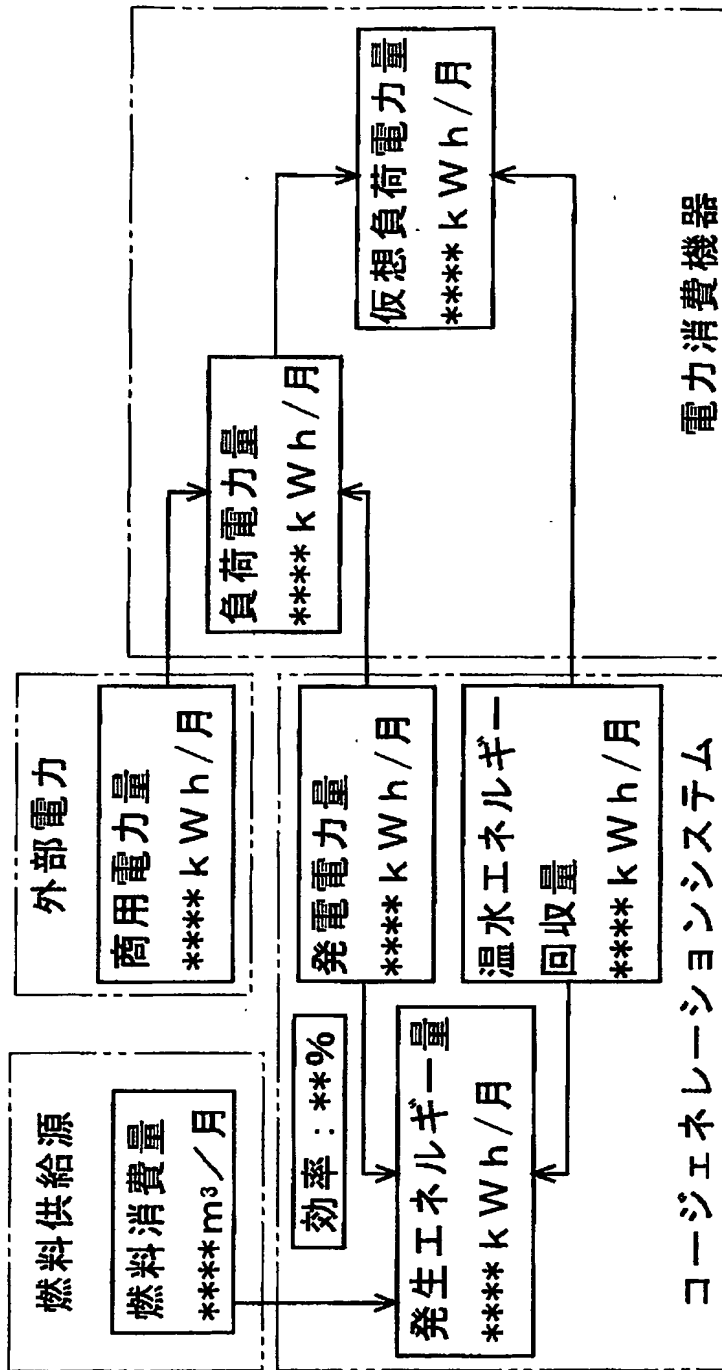 燃料供給源
燃料消費量
****m³／月
外部電力
商用電力量
****kWh/月
効率：**%
発生エネルギー量
****kWh/月
発電電力量
****kWh/月
温水エネルギー
回収量
****kWh/月
コージェネレーションシステム
負荷電力量
****kWh/月
仮想負荷電力量
****kWh/月
電力消費機器